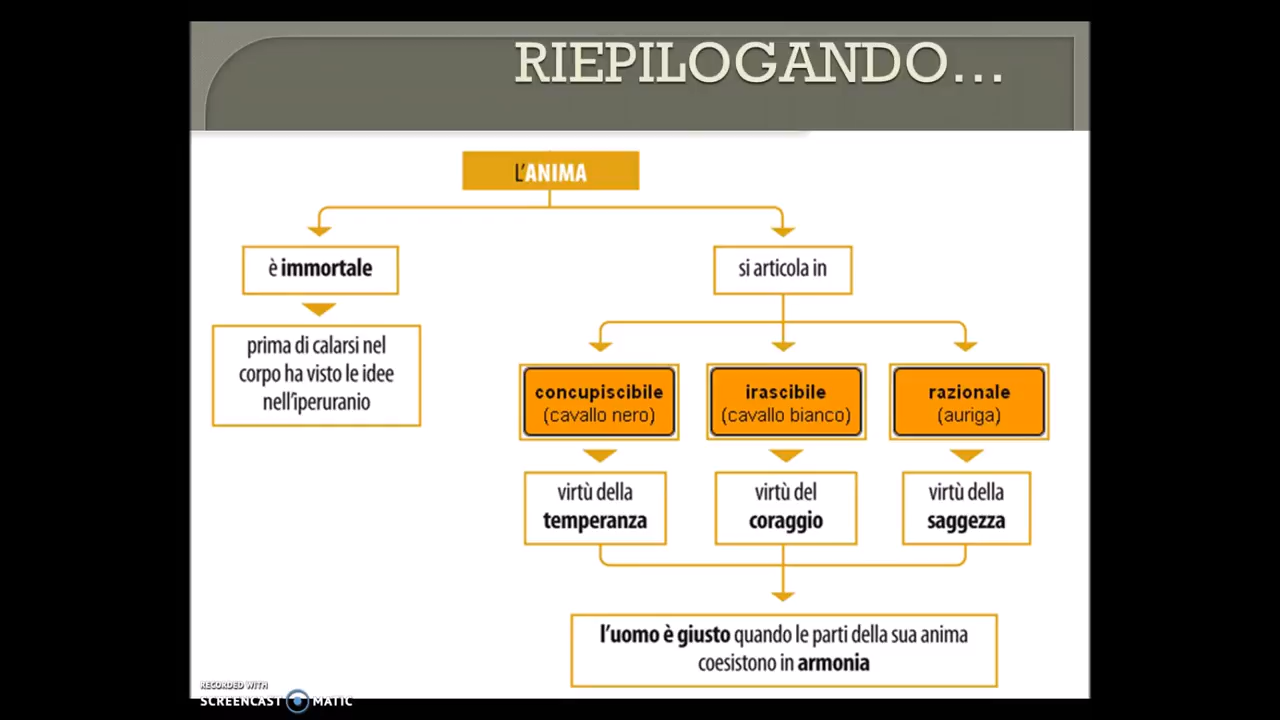 RIEPILOGANDO...
L'ANIMA
è immortale
si articola in
prima di calarsi nel
corpo ha visto le idee
nell'iperuranio
concupiscibile
(cavallo nero)
irascibile
(cavallo bianco)
razionale
(auriga)
virtù della
temperanza
virtù del
coraggio
virtù della
saggezza
l'uomo è giusto quando le parti della sua anima
coesistono in armonia
RECORDED WITH
SCREENCAST MATIC